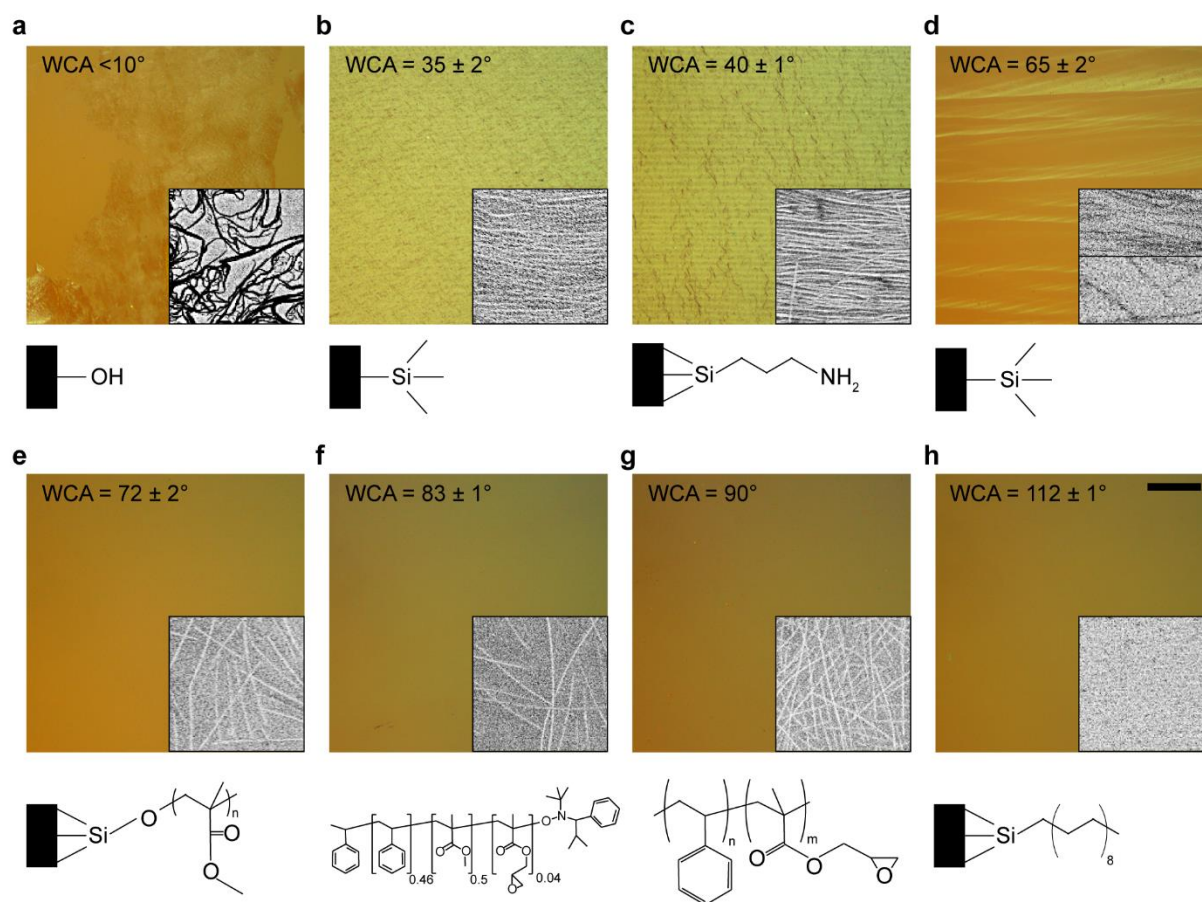 a
b
c
d
WCA <10°
WCA = 35 ± 2°
WCA = 40 ± 1°
WCA = 65 ± 2°
OH
Si
Si
NH2
Si
e
f
g
h
WCA = 72 ± 2°
WCA = 83 ± 1°
WCA = 90°
WCA = 112 ± 1°
Si
O
n
O
O
O
O
O
O
O
N
0.46
0.5
0.04
n
m
O
O
O
Si
8